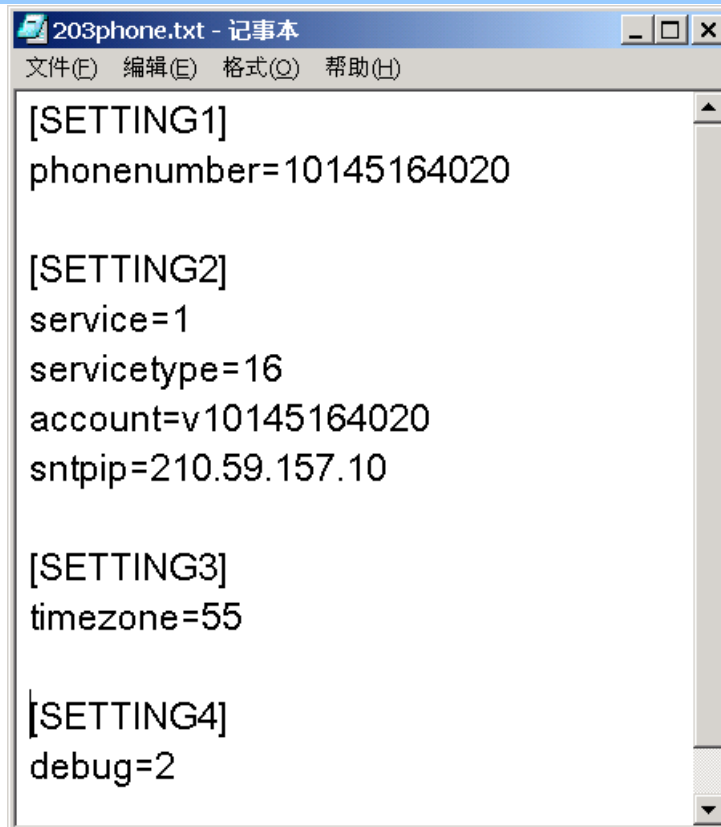 203phone.txt - 记事本
文件(F) 编辑(E) 格式(O) 帮助(H)
[SETTING1]
phonenumber=10145164020
[SETTING2]
service=1
servicetype=16
account=v10145164020
sntpip=210.59.157.10
[SETTING3]
timezone=55
[SETTING4]
debug=2